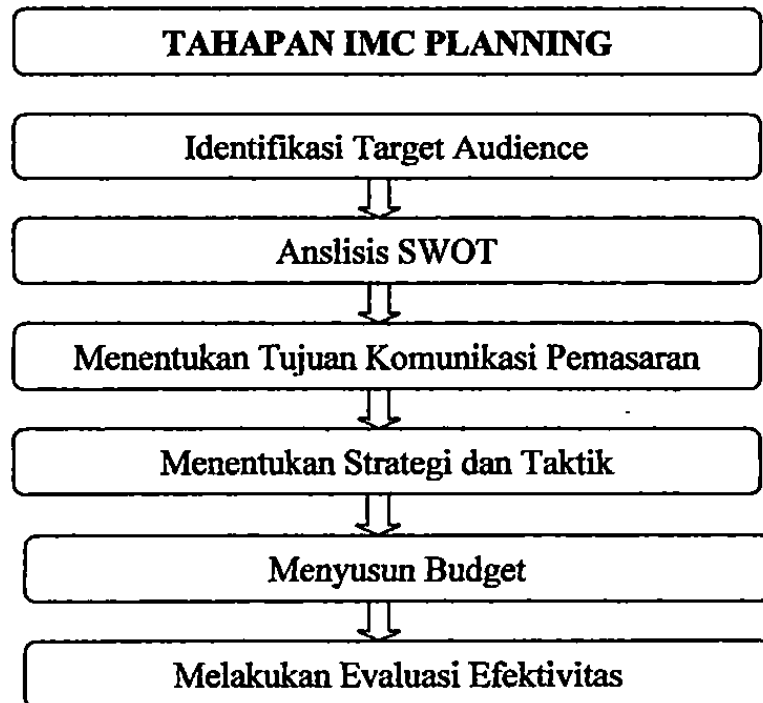 TAHAPAN IMC PLANNING
Identifikasi Target Audience
Anslisis SWOT
Menentukan Tujuan Komunikasi Pemasaran
Menentukan Strategi dan Taktik
Menyusun Budget
Melakukan Evaluasi Efektivitas